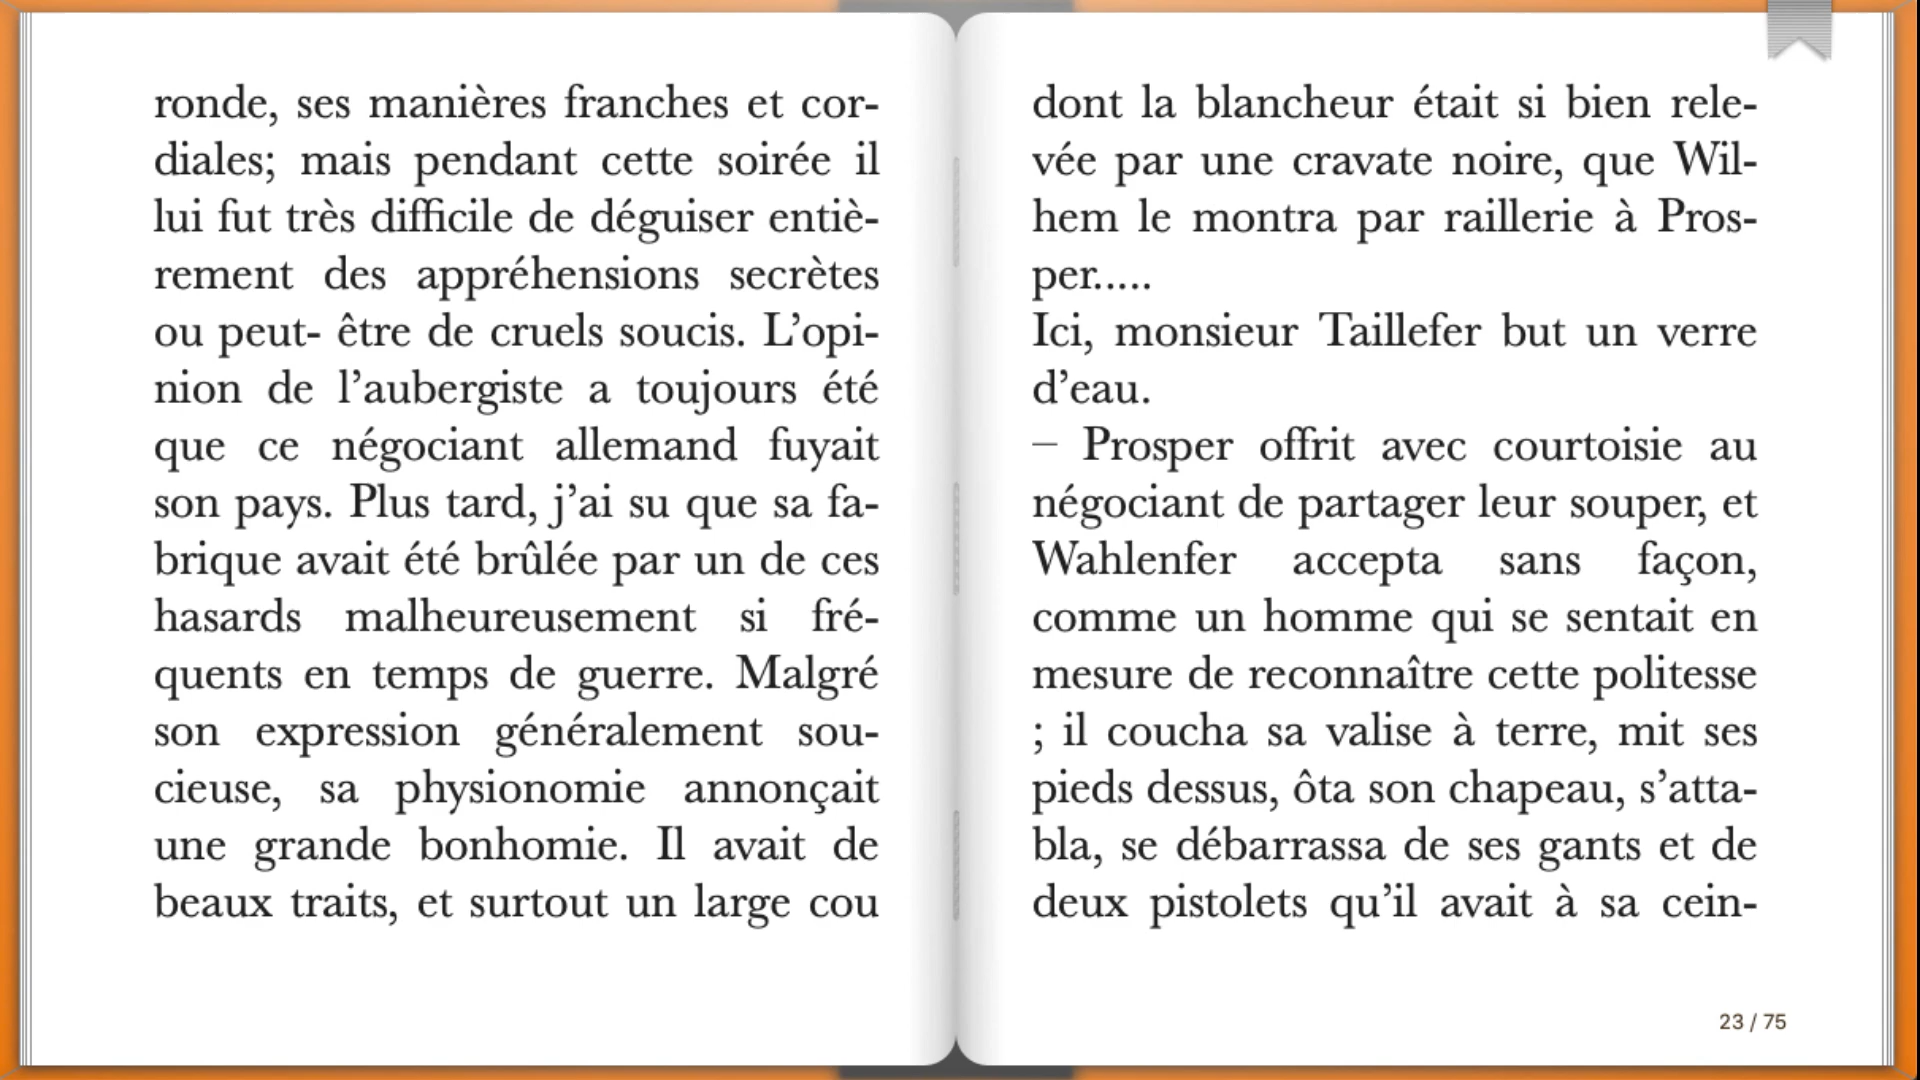 ronde, ses manières franches et cor-
diales; mais pendant cette soirée il
lui fut très difficile de déguiser entiè-
rement des appréhensions secrètes
ou peut- être de cruels soucis. L’opi-
nion de l’aubergiste a toujours été
que ce négociant allemand fuyait
son pays. Plus tard, j’ai su que sa fa-
brique avait été brûlée par un de ces
hasards malheureusement si fré-
quents en temps de guerre. Malgré
son expression généralement sou-
cieuse, sa physionomie annonçait
une grande bonhomie. Il avait de
beaux traits, et surtout un large cou
dont la blancheur était si bien rele-
vée par une cravate noire, que Wil-
hem le montra par raillerie à Pros-
per.....
Ici, monsieur Taillefer but un verre
d’eau.
– Prosper offrit avec courtoisie au
négociant de partager leur souper, et
Wahlenfer accepta sans façon,
comme un homme qui se sentait en
mesure de reconnaître cette politesse
; il coucha sa valise à terre, mit ses
pieds dessus, ôta son chapeau, s’atta-
bla, se débarrassa de ses gants et de
deux pistolets qu’il avait à sa cein-
23 / 75